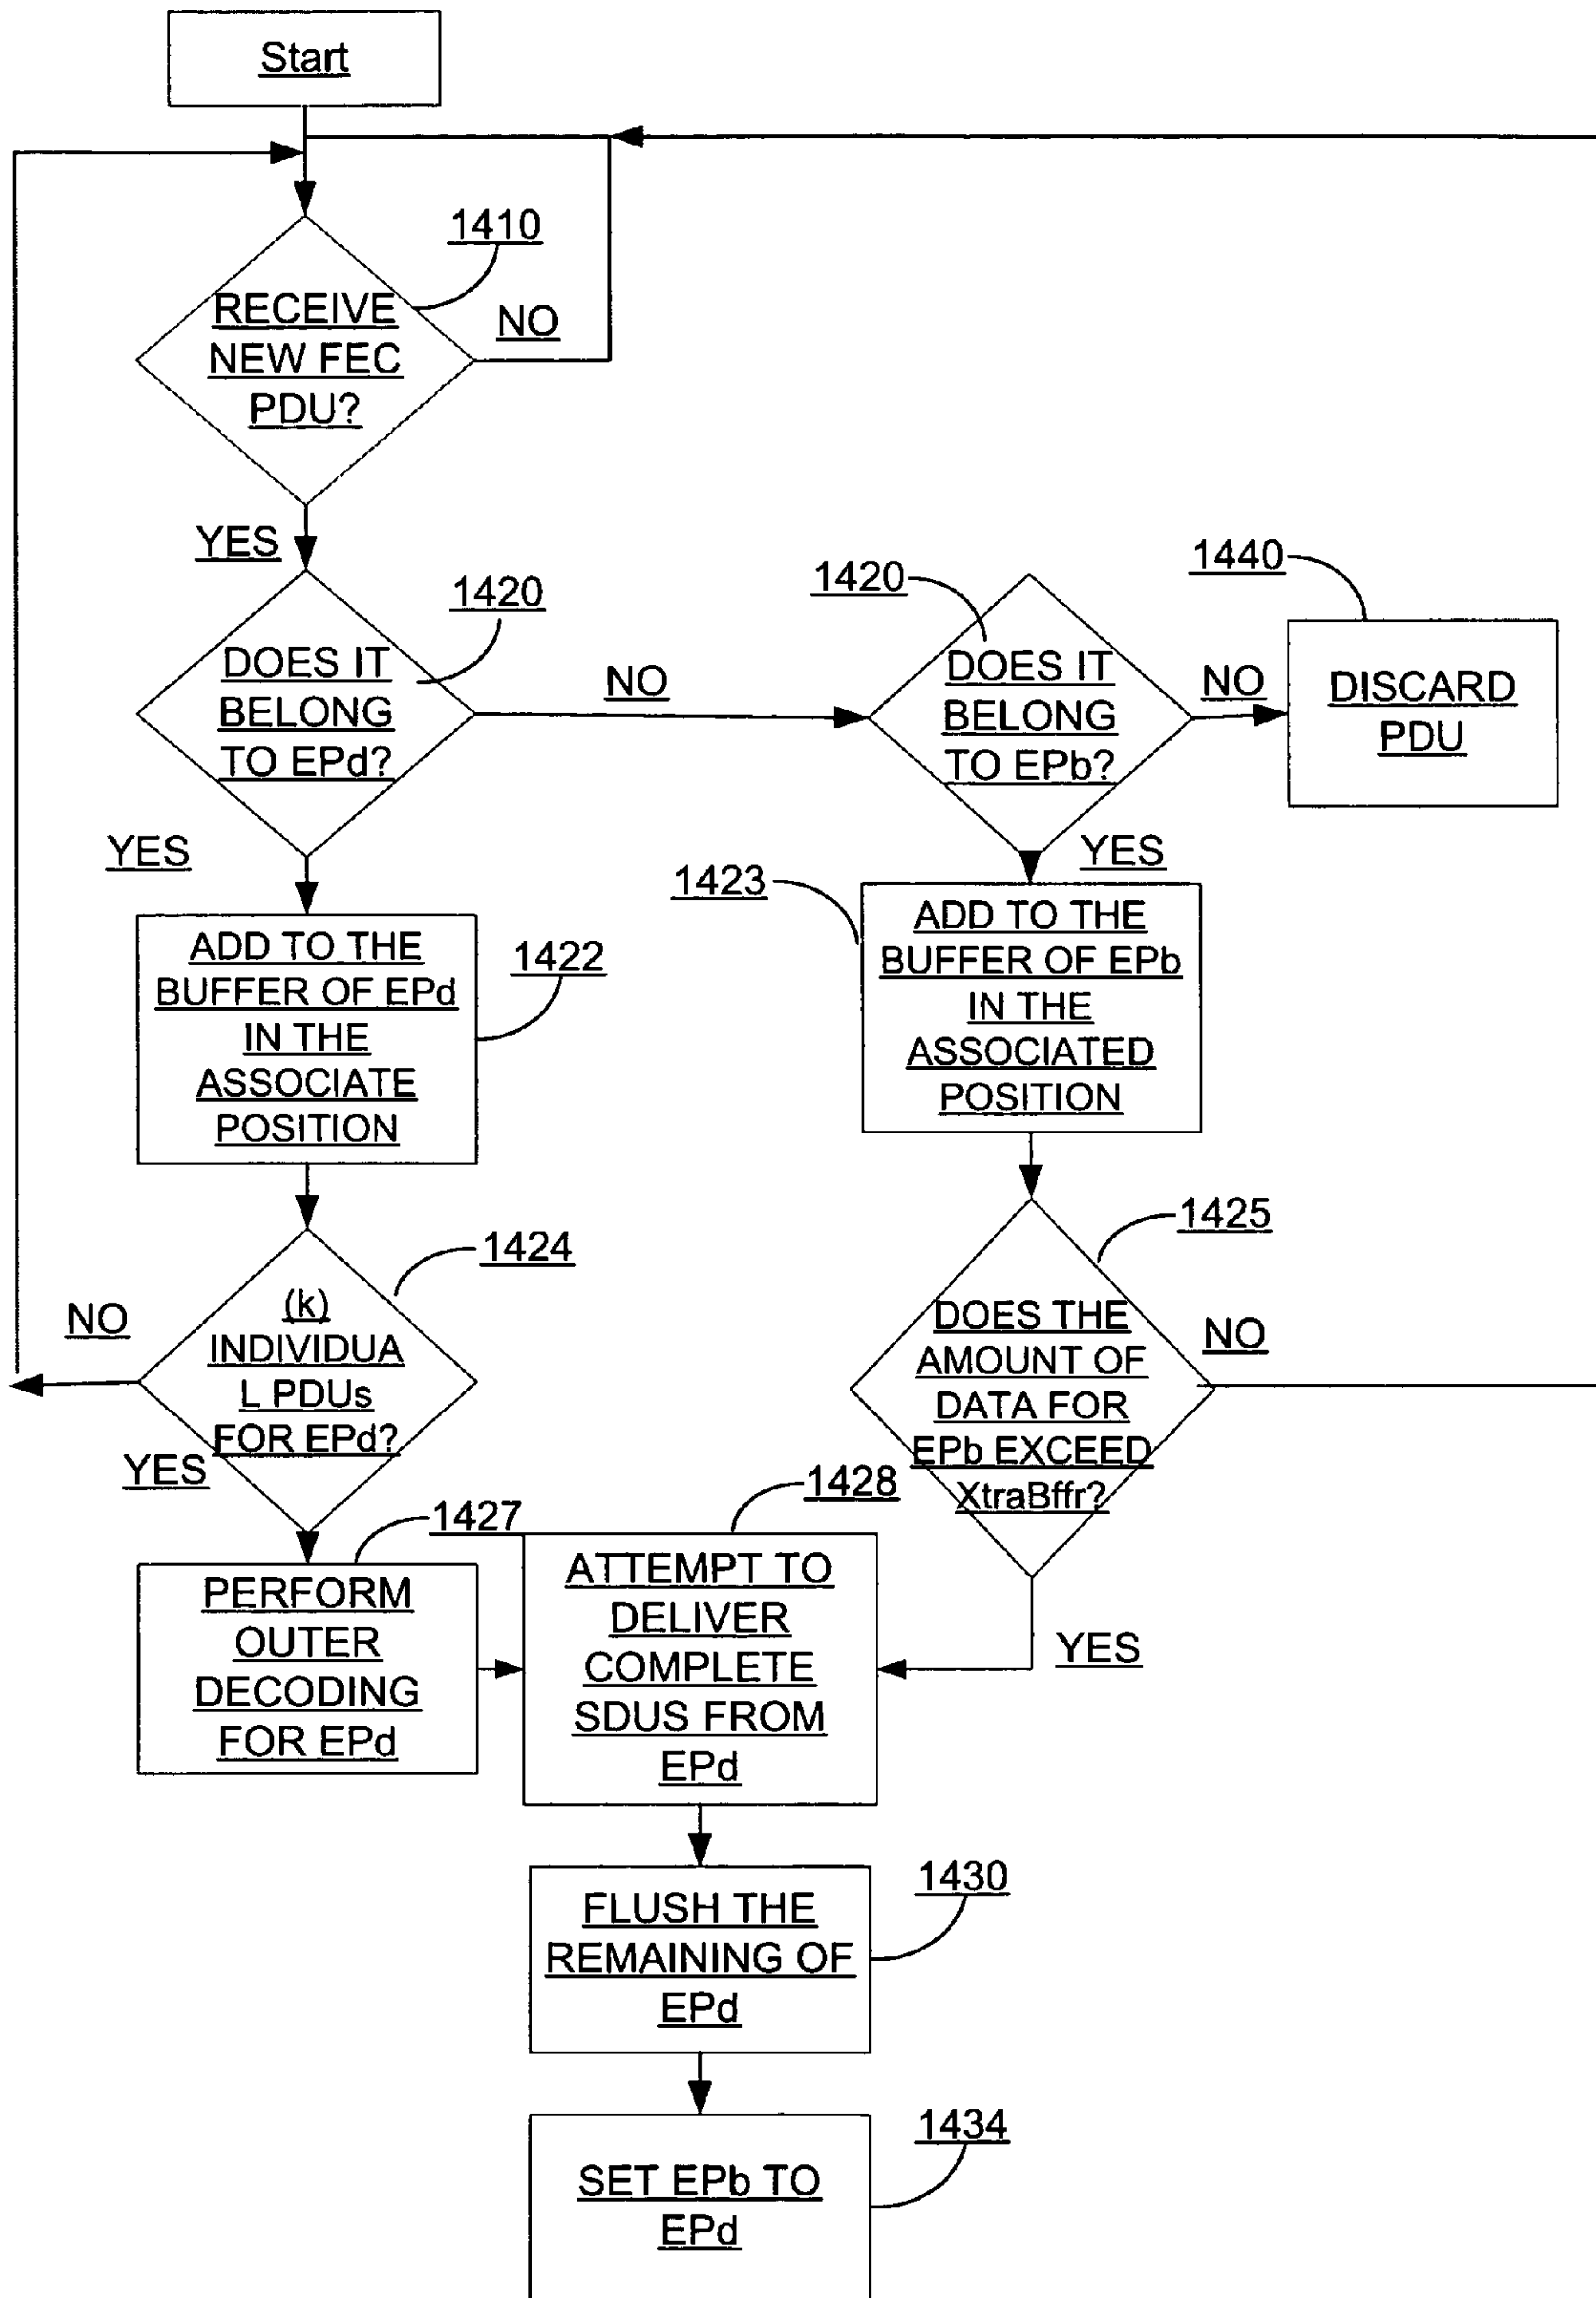 Start
1410
RECEIVE
NEW FEC
PDU?
NO
YES
1420
DOES IT
BELONG
TO EPd?
NO
1420
DOES IT
BELONG
TO EPb?
NO
1440
DISCARD
PDU
YES
YES
1422
ADD TO THE
BUFFER OF EPd
IN THE
ASSOCIATE
POSITION
1423
ADD TO THE
BUFFER OF EPb
IN THE
ASSOCIATED
POSITION
1424
(k)
INDIVIDUA
L PDUs
FOR EPd?
NO
YES
1425
DOES THE
AMOUNT OF
DATA FOR
EPb EXCEED
XtraBffr?
NO
YES
1427
PERFORM
OUTER
DECODING
FOR EPd
1428
ATTEMPT TO
DELIVER
COMPLETE
SDUS FROM
EPd
1430
FLUSH THE
REMAINING OF
EPd
1434
SET EPb TO
EPd